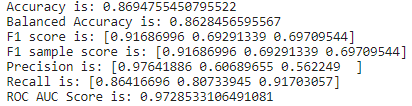 Accuracy is: 0.8694755450795522
Balanced Accuracy is: 0.8628456595567
F1 score is: [0.91686996 0.69291339 0.69709544]
F1 sample score is: [0.91686996 0.69291339 0.69709544]
Precision is: [0.97641886 0.60689655 0.562249  ]
Recall is: [0.86416696 0.80733945 0.91703057]
ROC AUC Score is: 0.9728533106491081